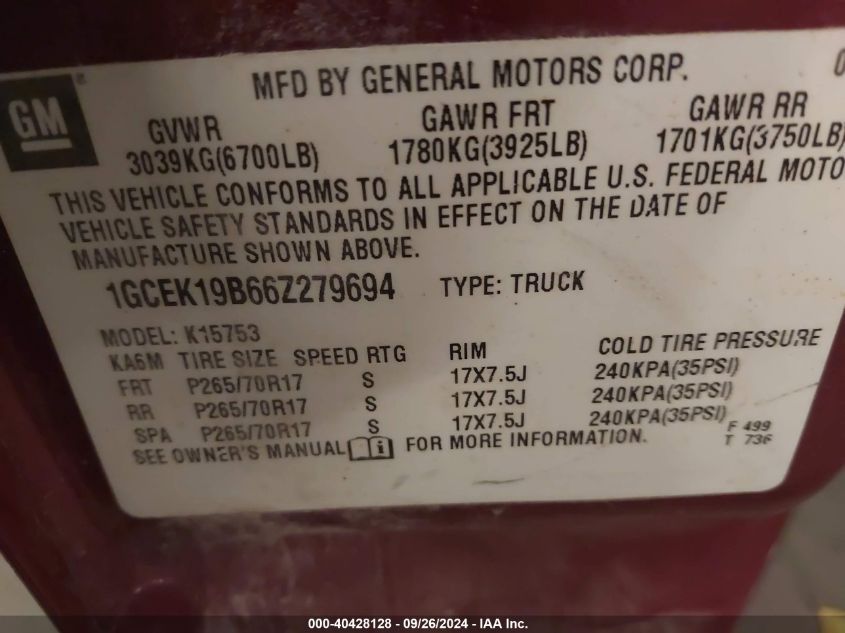 MFD BY GENERAL MOTORS CORP. 0
GM ®
GVWR GAWR FRT GAWR RR
3039KG(6700LB) 1780KG(3925LB) 1701KG(3750LB)
THIS VEHICLE CONFORMS TO ALL APPLICABLE U.S. FEDERAL MOTO
VEHICLE SAFETY STANDARDS IN EFFECT ON THE DATE OF
MANUFACTURE SHOWN ABOVE.
1GCEK19B66Z279694 TYPE: TRUCK
MODEL: K15753
KA6M TIRE SIZE SPEED RTG RIM COLD TIRE PRESSURE
FRT P265/70R17 S 17X7.5J 240KPA(35PSI)
RR P265/70R17 S 17X7.5J 240KPA(35PSI)
SPA P265/70R17 S 17X7.5J 240KPA(35PSI)
SEE OWNER'S MANUAL FOR MORE INFORMATION.
F 499
T 736
000-40428128 - 09/26/2024 - IAA Inc.